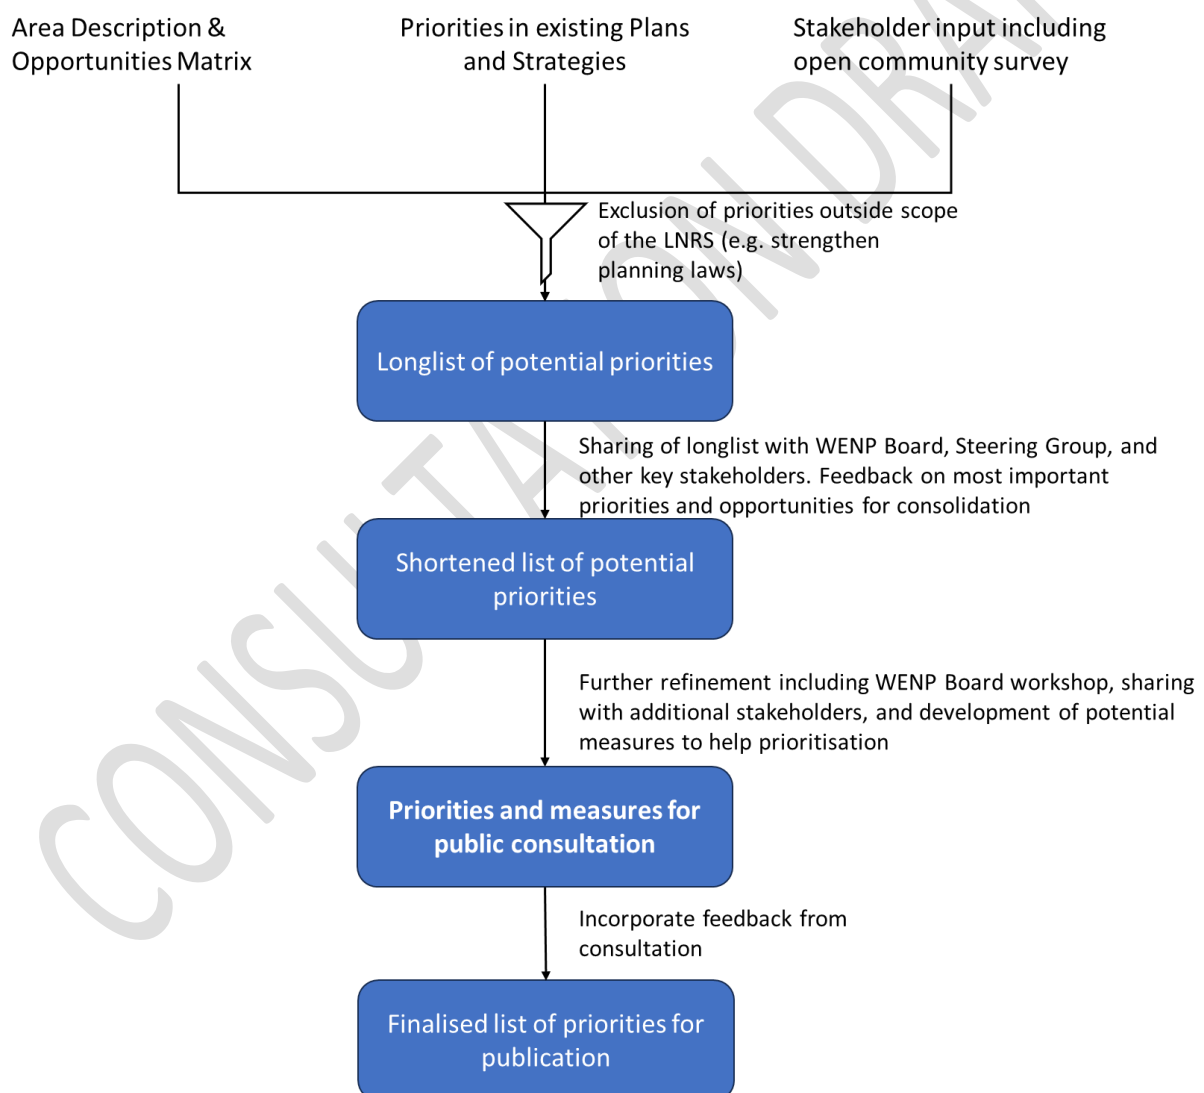 Area Description &
Opportunities Matrix
Priorities in existing Plans
and Strategies
Stakeholder input including
open community survey
Exclusion of priorities outside scope
of the LNRS (e.g. strengthen
planning laws)
Longlist of potential priorities
Sharing of longlist with WENP Board, Steering Group, and
other key stakeholders. Feedback on most important
priorities and opportunities for consolidation
Shortened list of potential
priorities
Further refinement including WENP Board workshop, sharing
with additional stakeholders, and development of potential
measures to help prioritisation
Priorities and measures for
public consultation
Incorporate feedback from
consultation
Finalised list of priorities for
publication
CONSULTATION DRA